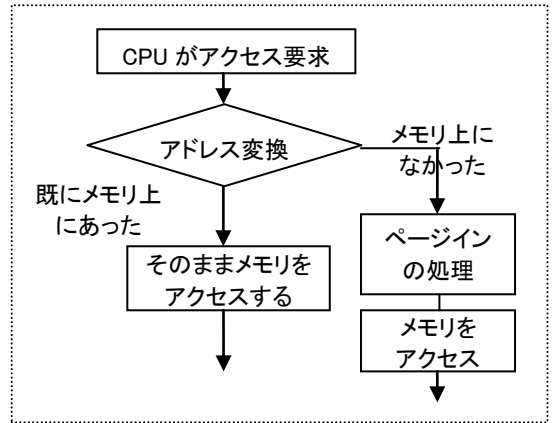 CPU がアクセス要求
アドレス変換
メモリ上に
なかった
既にメモリ上
にあった
そのままメモリを
アクセスする
ページイン
の処理
メモリを
アクセス